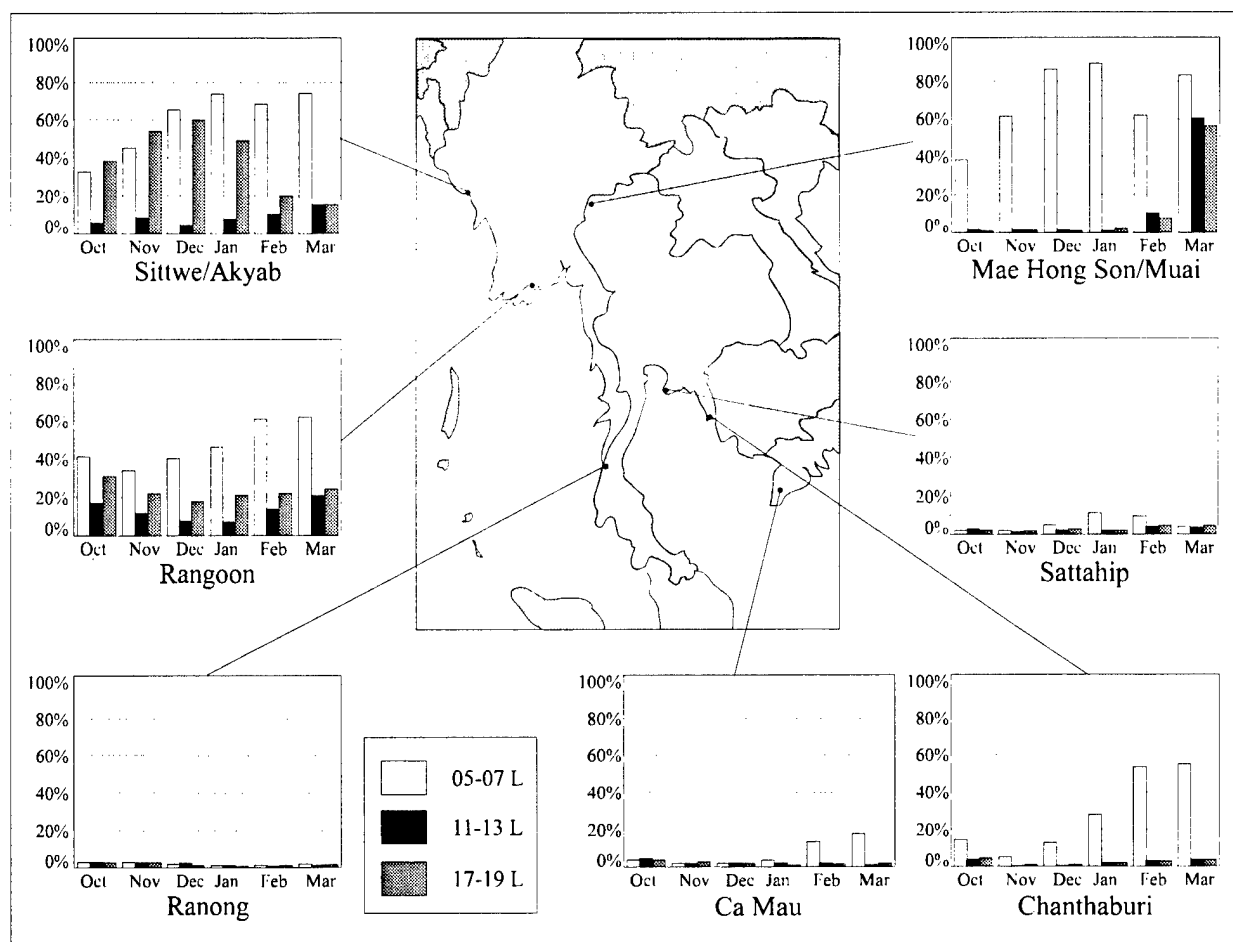 100%
80%
60%
40%
20%
0%
Oct Nov Dec Jan Feb Mar
Sittwe/Akyab
100%
80%
60%
40%
20%
0%
Oct Nov Dec Jan Feb Mar
Mae Hong Son/Muai
100%
80%
60%
40%
20%
0%
Oct Nov Dec Jan Feb Mar
Rangoon
100%
80%
60%
40%
20%
0%
Oct Nov Dec Jan Feb Mar
Sattahip
100%
80%
60%
40%
20%
0%
Oct Nov Dec Jan Feb Mar
Ranong
05-07 L
11-13 L
17-19 L
100%
80%
60%
40%
20%
0%
Oct Nov Dec Jan Feb Mar
Ca Mau
100%
80%
60%
40%
20%
0%
Oct Nov Dec Jan Feb Mar
Chanthaburi